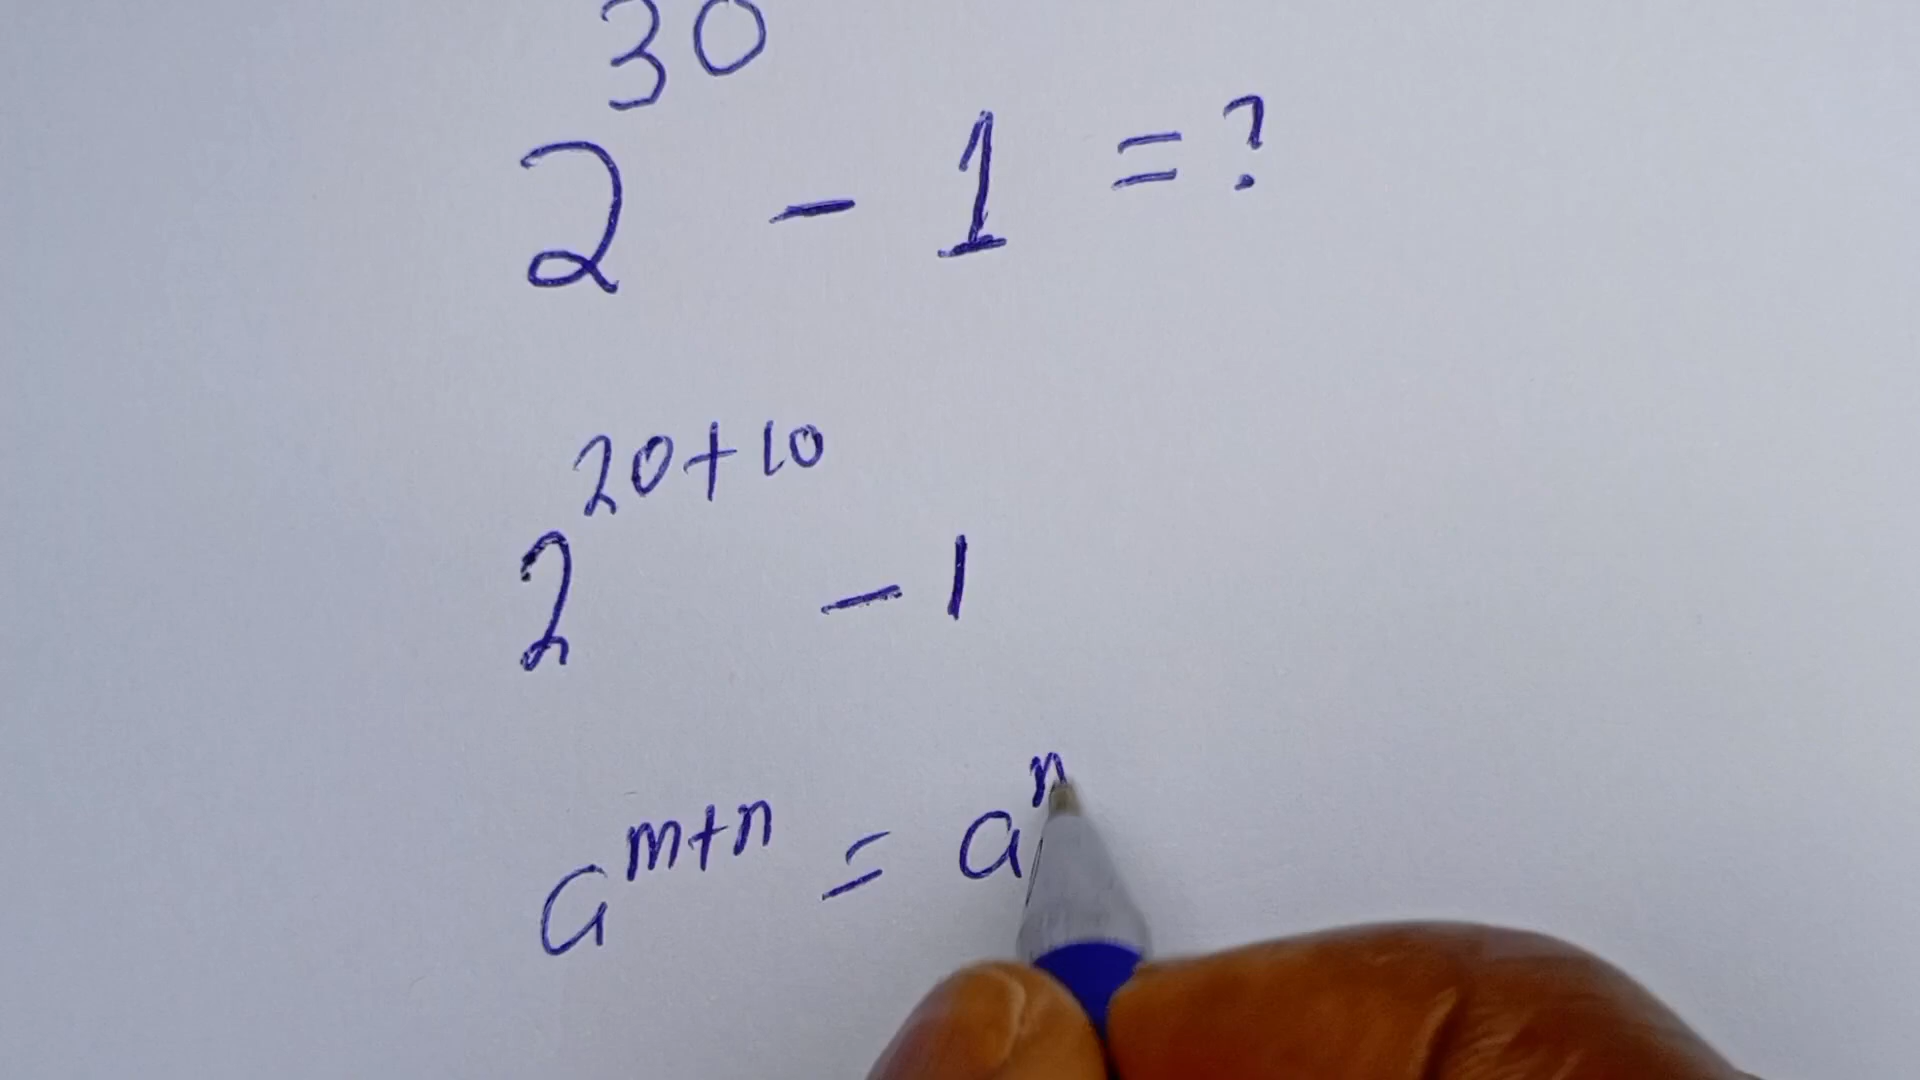 2^30 - 1 = ?
2^20+10 - 1
a^m+n = a^